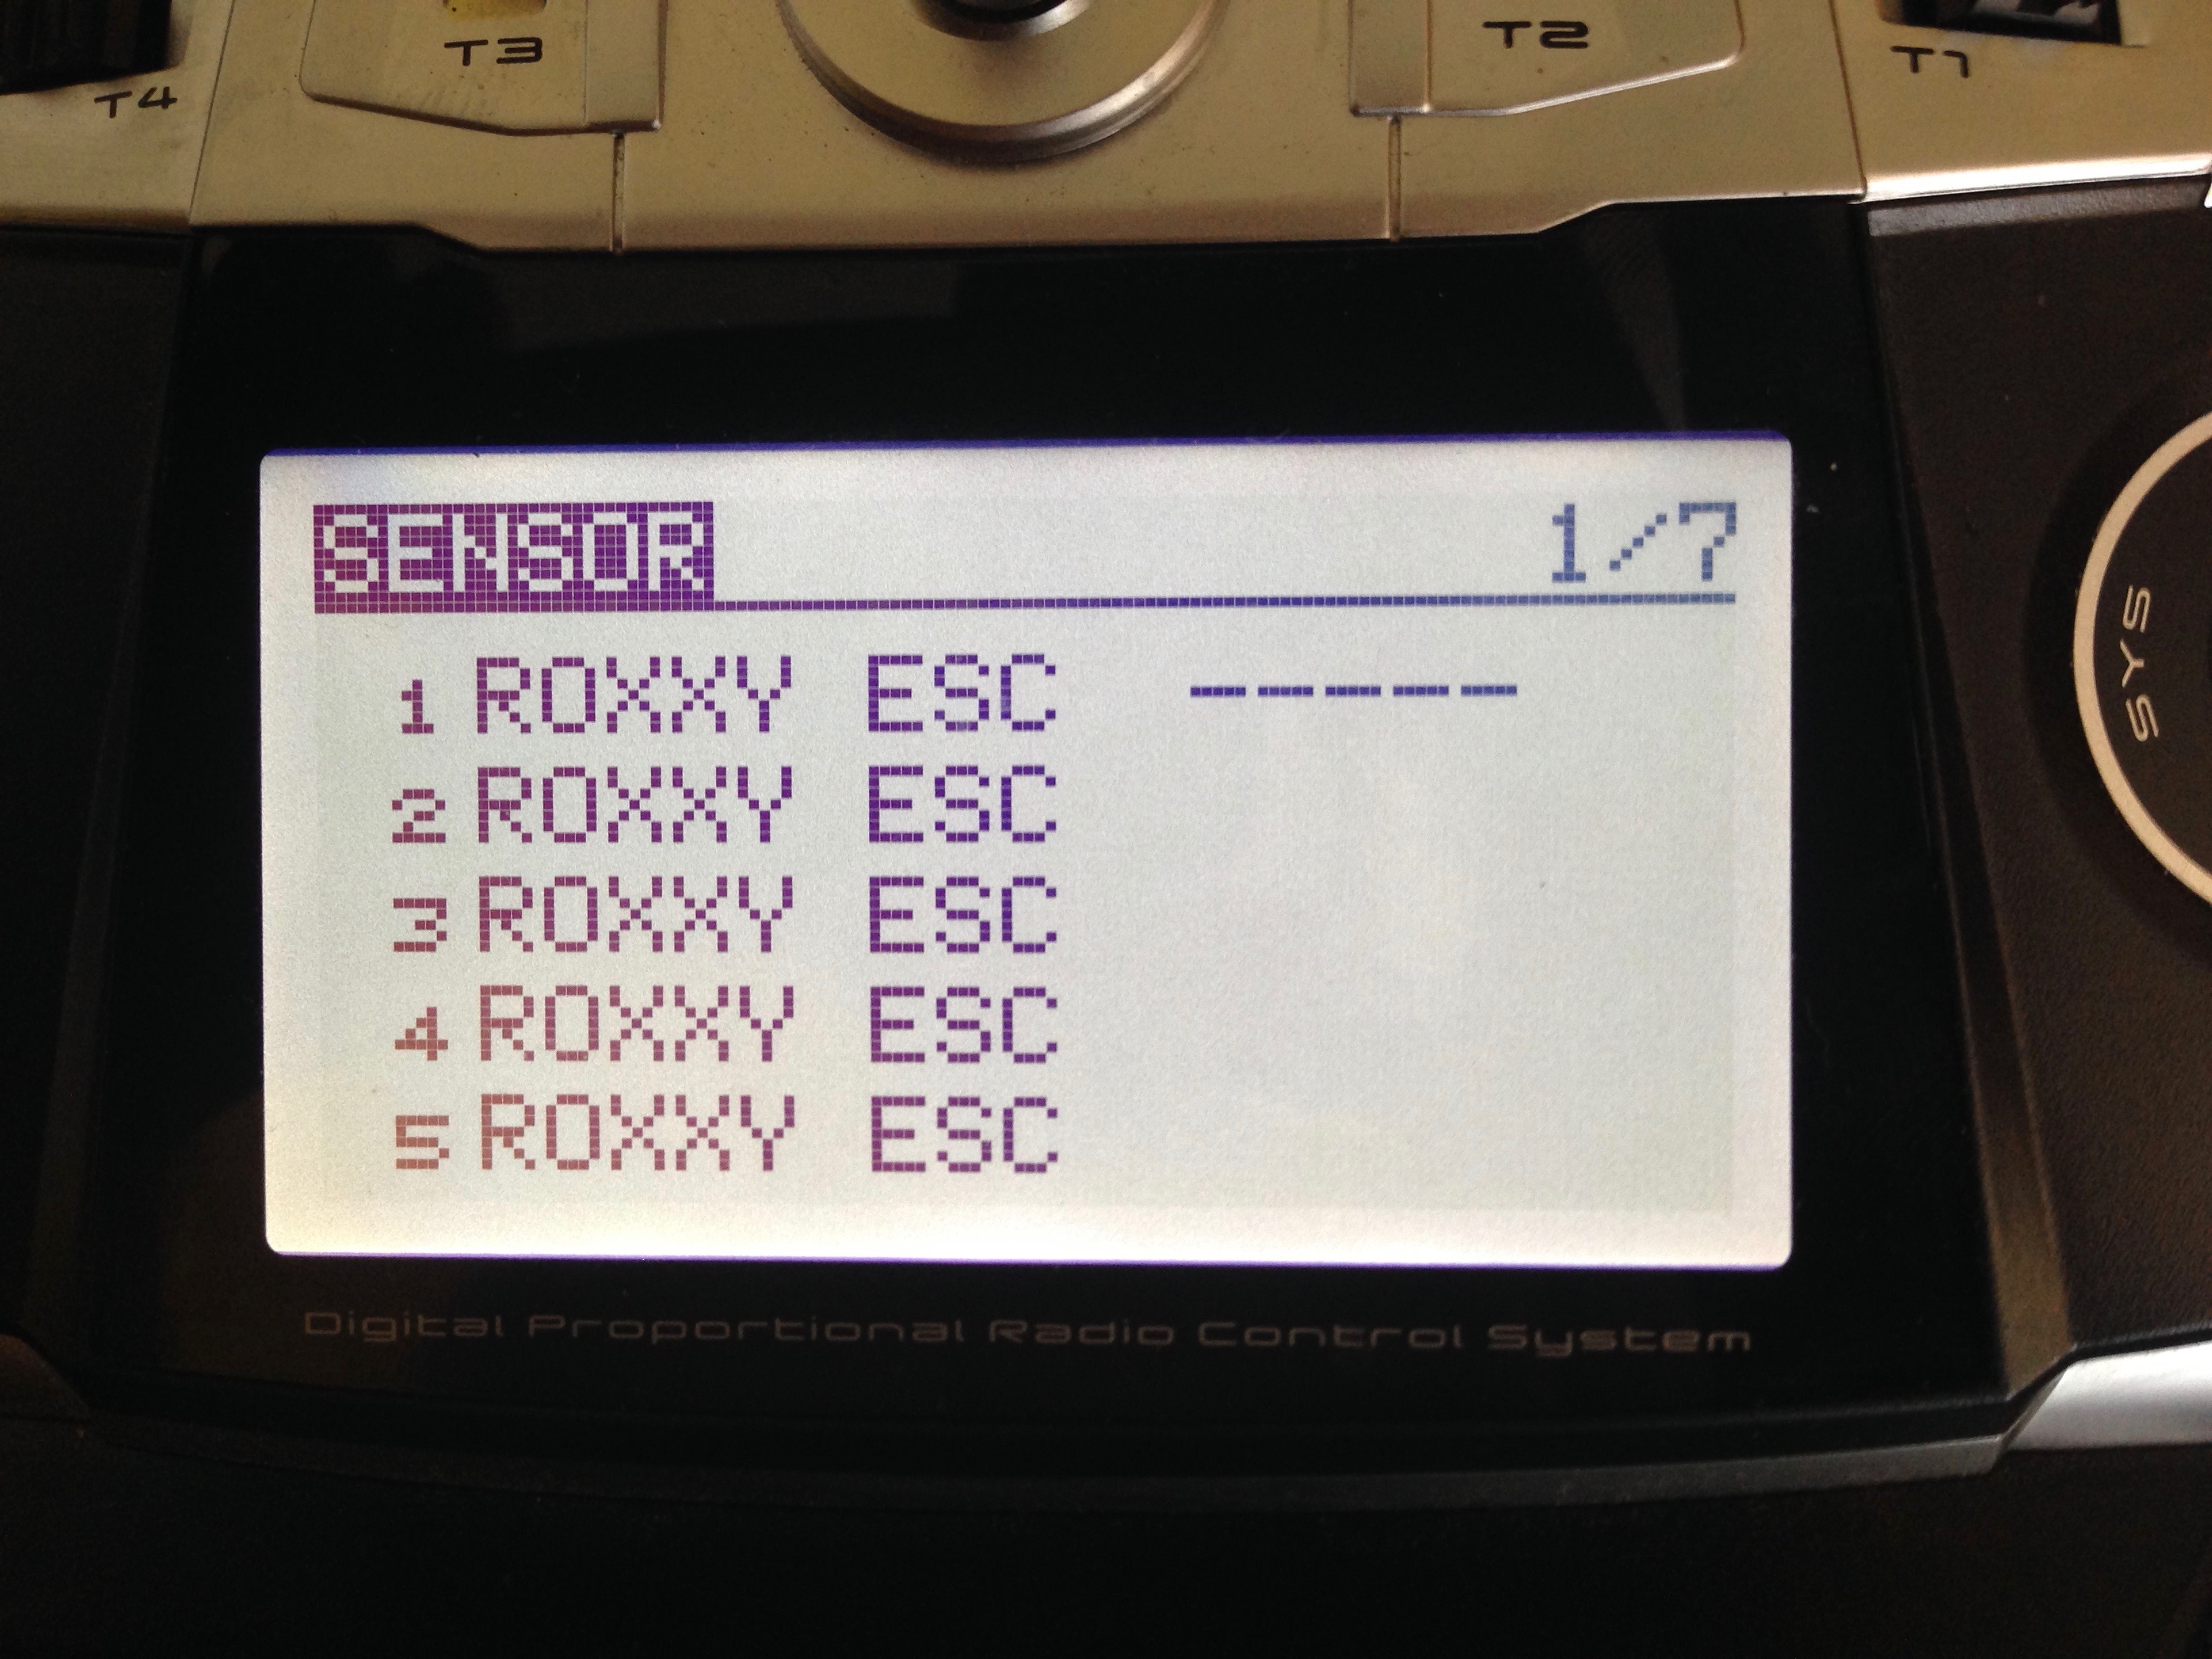 T4 T3 T2 T1
SENSOR 1/7
1 ROXXY ESC -----
2 ROXXY ESC
3 ROXXY ESC
4 ROXXY ESC
5 ROXXY ESC
SYS
Digital Proportional Radio Control System